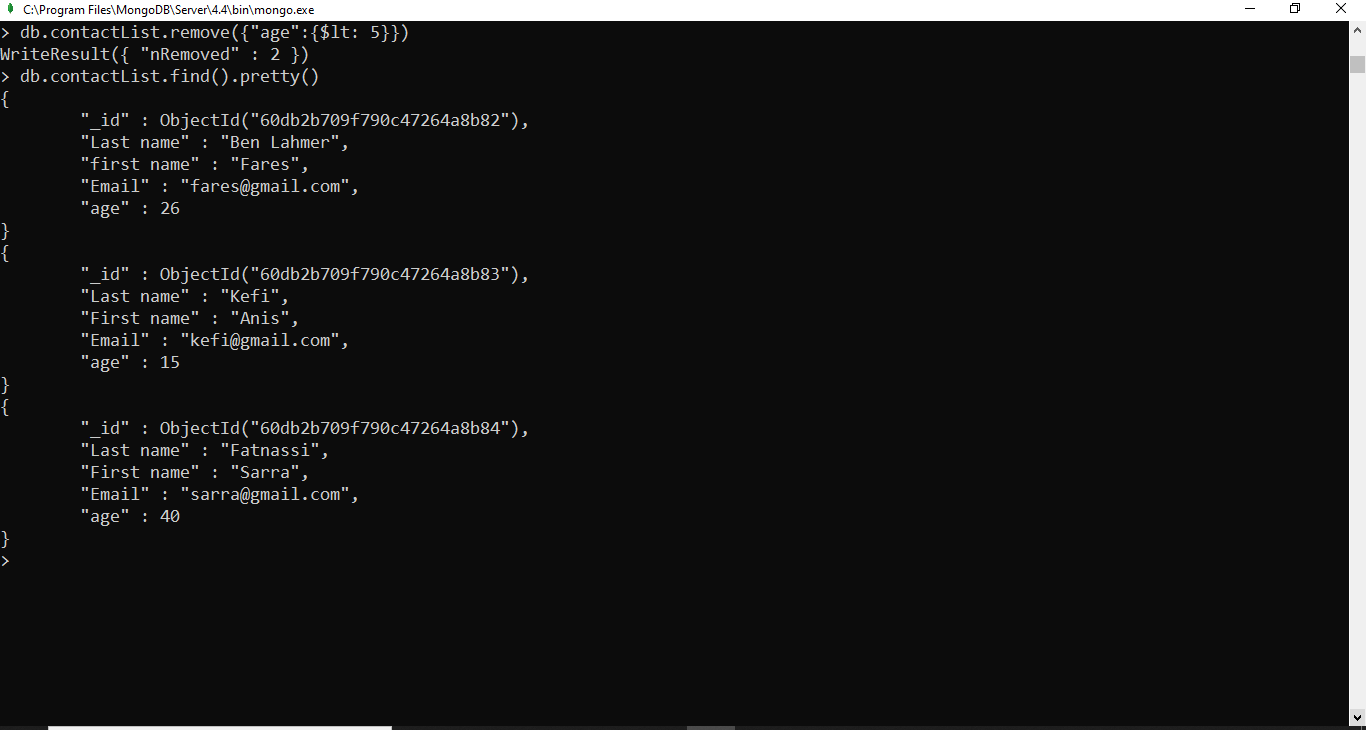 C:\Program Files\MongoDB\Server\4.4\bin\mongo.exe
> db.contactList.remove({"age":{$lt: 5}})
WriteResult({ "nRemoved" : 2 })
> db.contactList.find().pretty()
{
        "_id" : ObjectId("60db2b709f790c47264a8b82"),
        "Last name" : "Ben Lahmer",
        "first name" : "Fares",
        "Email" : "fares@gmail.com",
        "age" : 26
}
{
        "_id" : ObjectId("60db2b709f790c47264a8b83"),
        "Last name" : "Kefi",
        "First name" : "Anis",
        "Email" : "kefi@gmail.com",
        "age" : 15
}
{
        "_id" : ObjectId("60db2b709f790c47264a8b84"),
        "Last name" : "Fatnassi",
        "First name" : "Sarra",
        "Email" : "sarra@gmail.com",
        "age" : 40
}
>